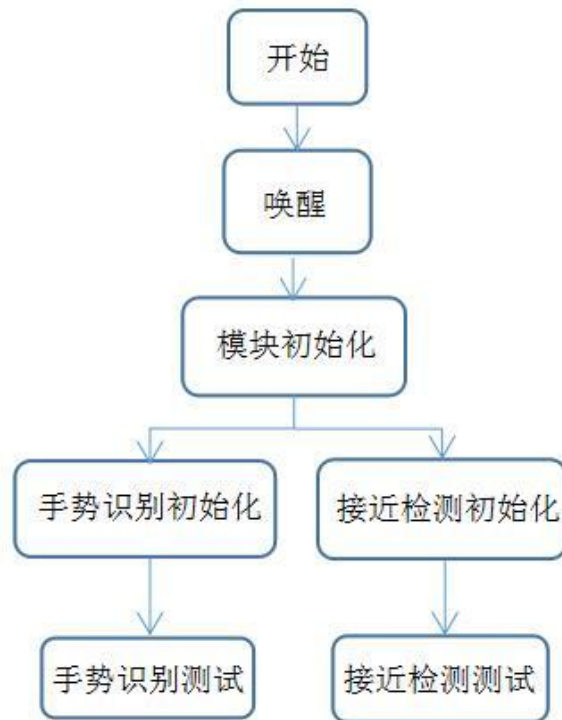 开始
唤醒
模块初始化
手势识别初始化
接近检测初始化
手势识别测试
接近检测测试